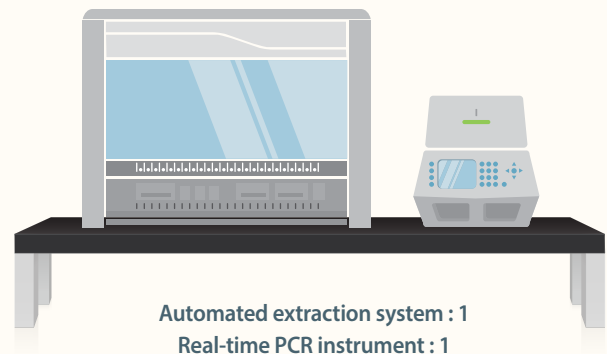 Automated extraction system : 1
Real-time PCR instrument : 1